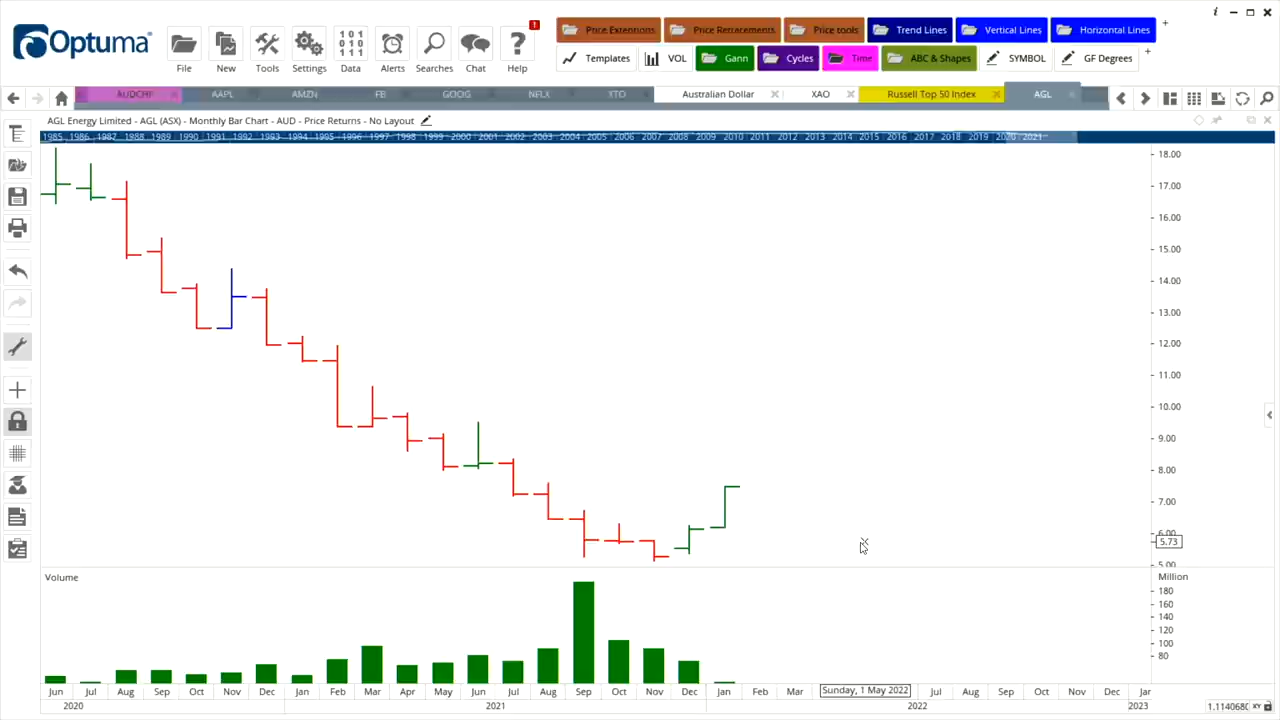 Optuma
File
New
Tools
Settings
Data
Alerts
Searches
Chat
Help
Price Extentions
Price Retracements
Price tools
Trend Lines
Vertical Lines
Horizontal Lines
Templates
VOL
Gann
Cycles
Time
ABC & Shapes
SYMBOL
GF Degrees
AUDCHF
AAPL
AMZN
FB
GOOG
NFLX
YTO
Australian Dollar
XAO
Russell Top 50 Index
AGL
AGL Energy Limited - AGL (ASX) - Monthly Bar Chart - AUD - Price Returns - No Layout
1985 1986 1987 1988 1989 1990 1991 1992 1993 1994 1995 1996 1997 1998 1999 2000 2001 2002 2003 2004 2005 2006 2007 2008 2009 2010 2011 2012 2013 2014 2015 2016 2017 2018 2019 2020 2021
18.00
17.00
16.00
15.00
14.00
13.00
12.00
11.00
10.00
9.00
8.00
7.00
6.00
5.73
5.00
Volume
Million
180
160
140
120
100
80
Jun Jul Aug Sep Oct Nov Dec Jan Feb Mar Apr May Jun Jul Aug Sep Oct Nov Dec Jan Feb Mar Sunday, 1 May 2022 Jul Aug Sep Oct Nov Dec Jar
2020 2021 2022 2023
1.114068( XY